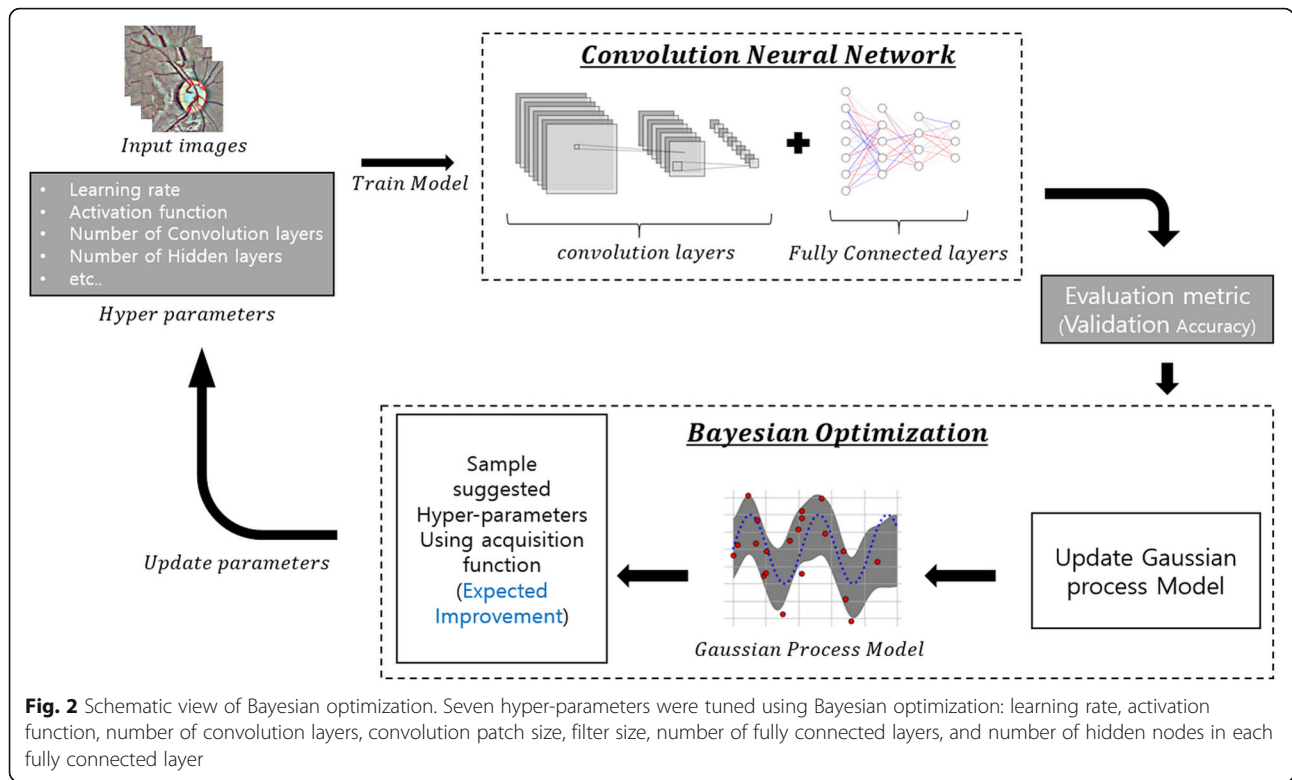 Input images
• Learning rate
• Activation function
• Number of Convolution layers
• Number of Hidden layers
• etc..
Hyper parameters
Train Model
Convolution Neural Network
convolution layers
Fully Connected layers
Evaluation metric
(Validation Accuracy)
Bayesian Optimization
Update Gaussian
process Model
Gaussian Process Model
Sample
suggested
Hyper-parameters
Using acquisition
function
(Expected
Improvement)
Update parameters
Fig. 2 Schematic view of Bayesian optimization. Seven hyper-parameters were tuned using Bayesian optimization: learning rate, activation
function, number of convolution layers, convolution patch size, filter size, number of fully connected layers, and number of hidden nodes in each
fully connected layer